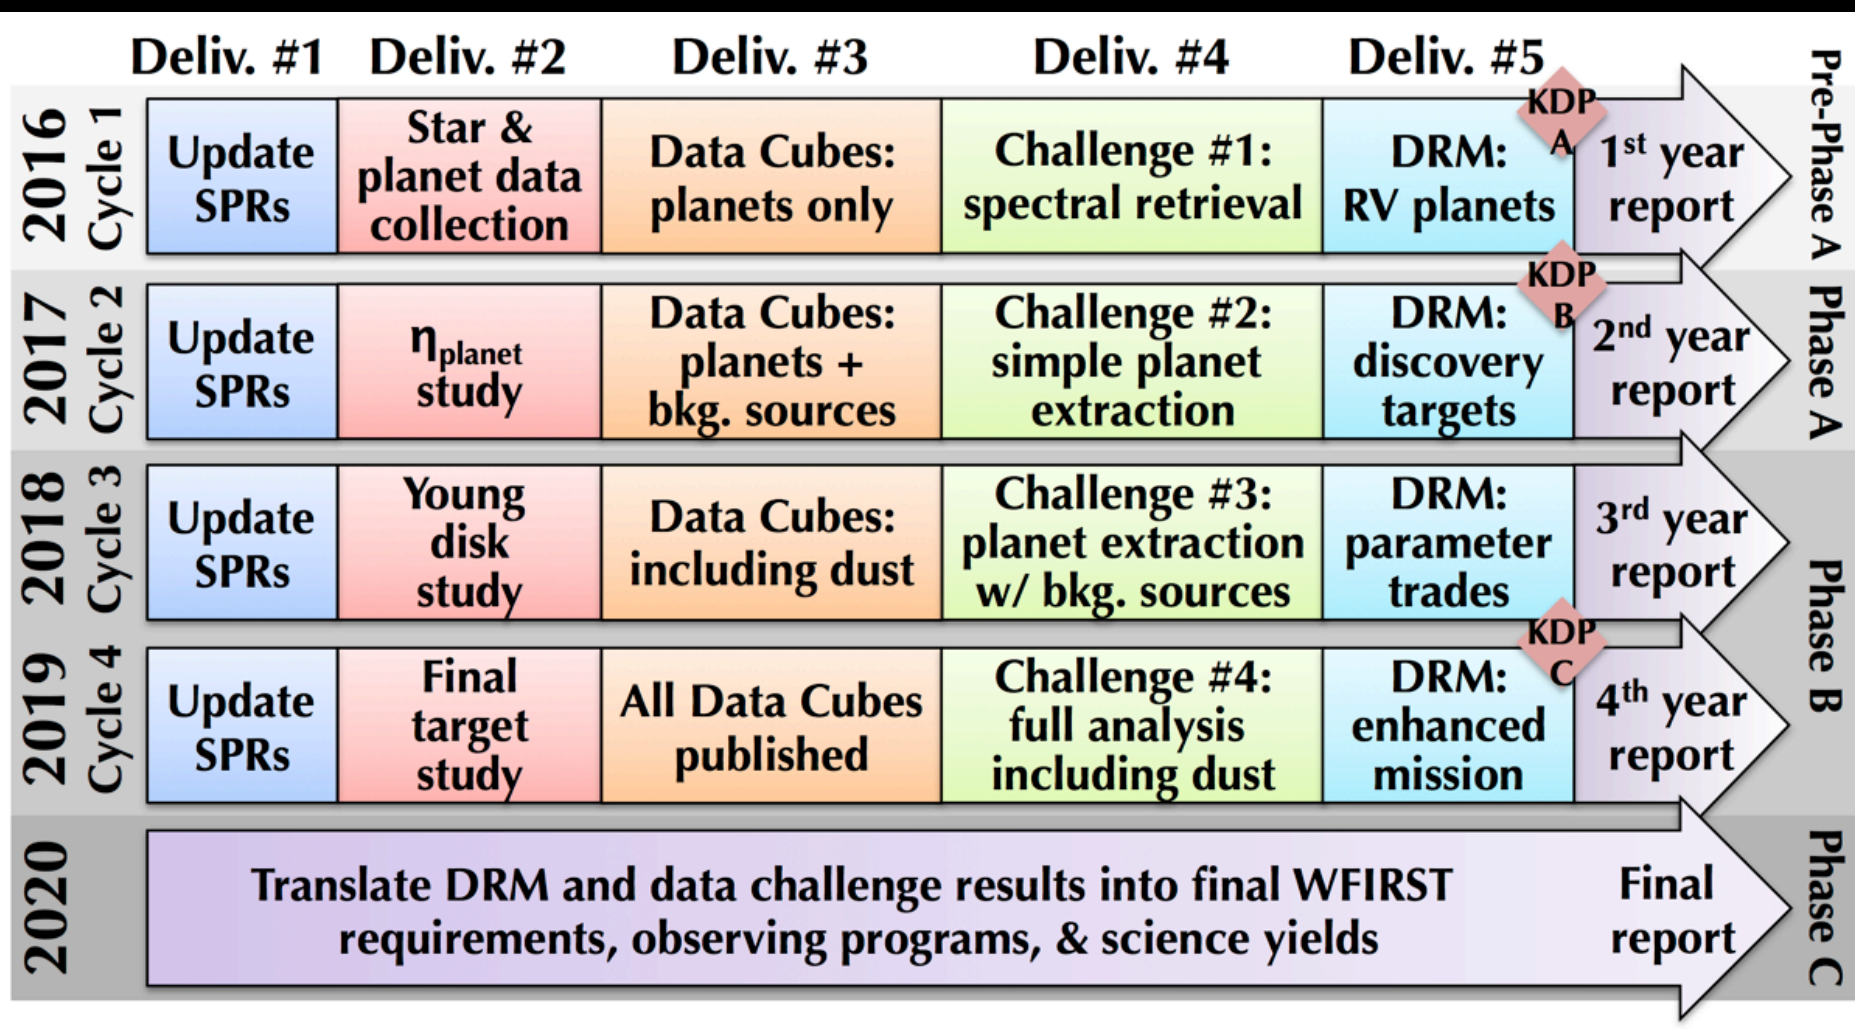 Deliv. #1 Deliv. #2 Deliv. #3 Deliv. #4 Deliv. #5
2016
Cycle 1
Update
SPRs
Star &
planet data
collection
Data Cubes:
planets only
Challenge #1:
spectral retrieval
DRM:
RV planets
KDP
A
1st year
report
Pre-Phase A
2017
Cycle 2
Update
SPRs
ηplanet
study
Data Cubes:
planets +
bkg. sources
Challenge #2:
simple planet
extraction
DRM:
discovery
targets
KDP
B
2nd year
report
Phase A
2018
Cycle 3
Update
SPRs
Young
disk
study
Data Cubes:
including dust
Challenge #3:
planet extraction
w/ bkg. sources
DRM:
parameter
trades
3rd year
report
Phase B
2019
Cycle 4
Update
SPRs
Final
target
study
All Data Cubes
published
Challenge #4:
full analysis
including dust
DRM:
enhanced
mission
KDP
C
4th year
report
2020
Translate DRM and data challenge results into final WFIRST
requirements, observing programs, & science yields
Final
report
Phase C